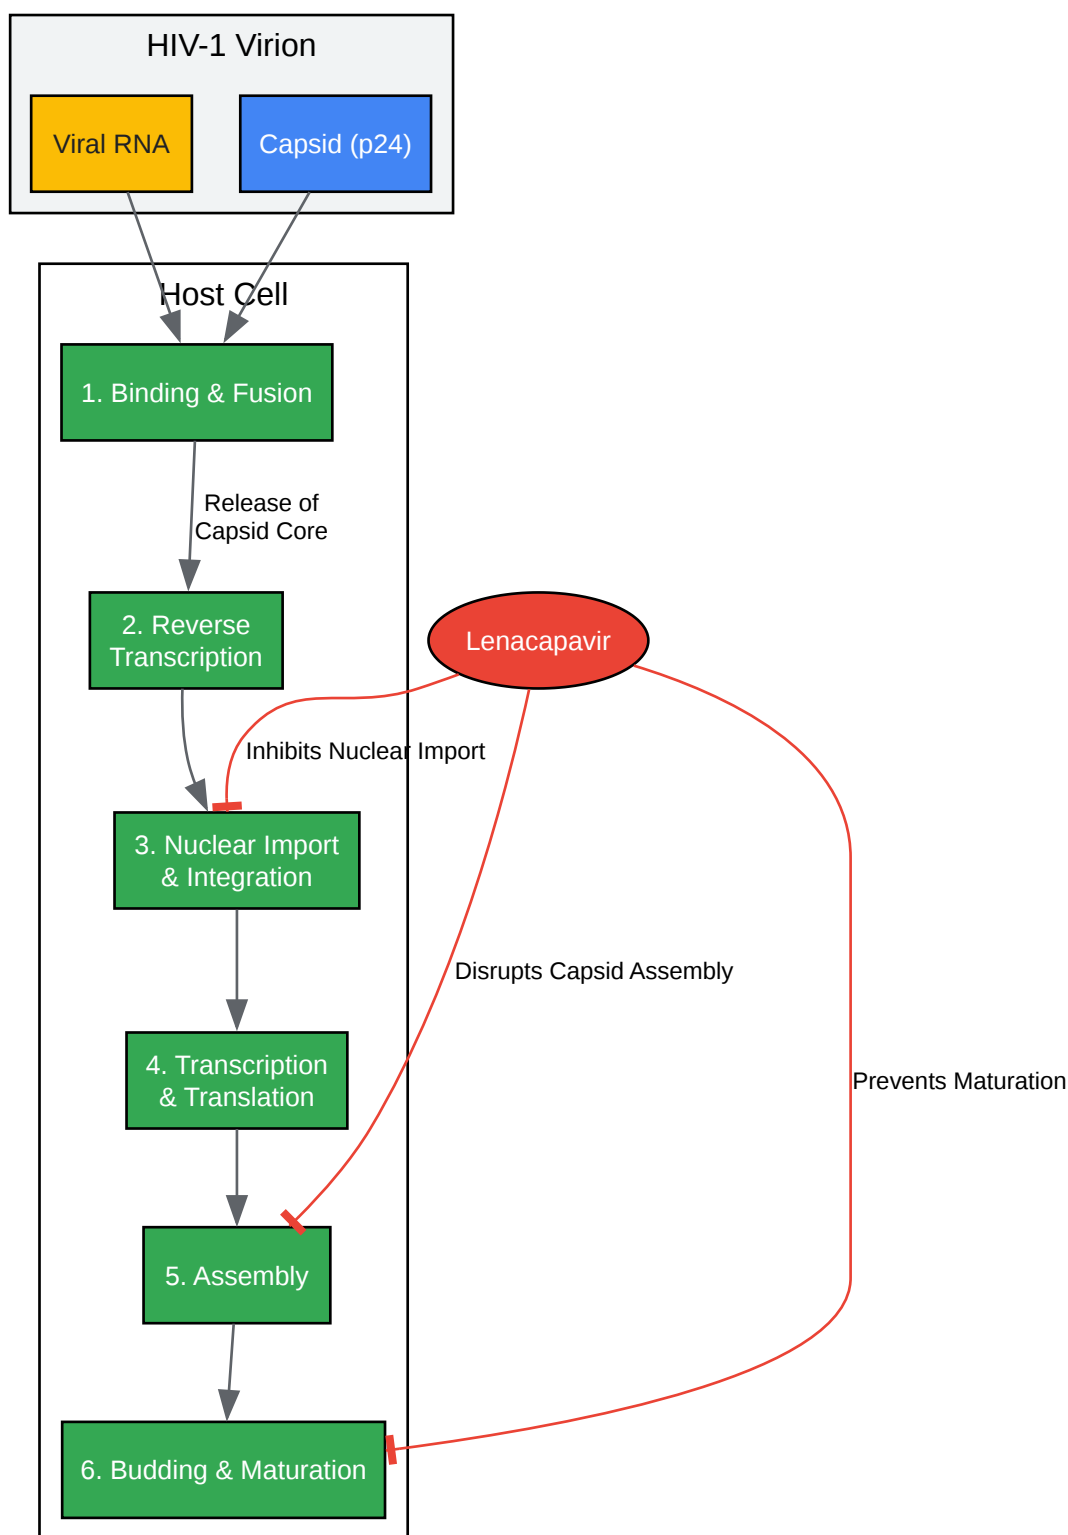 HIV-1 Virion
Viral RNA
Capsid (p24)
Host Cell
1. Binding & Fusion
Release of
Capsid Core
2. Reverse
Transcription
Lenacapavir
Inhibits Nuclear Import
3. Nuclear Import
& Integration
Disrupts Capsid Assembly
4. Transcription
& Translation
Prevents Maturation
5. Assembly
6. Budding & Maturation